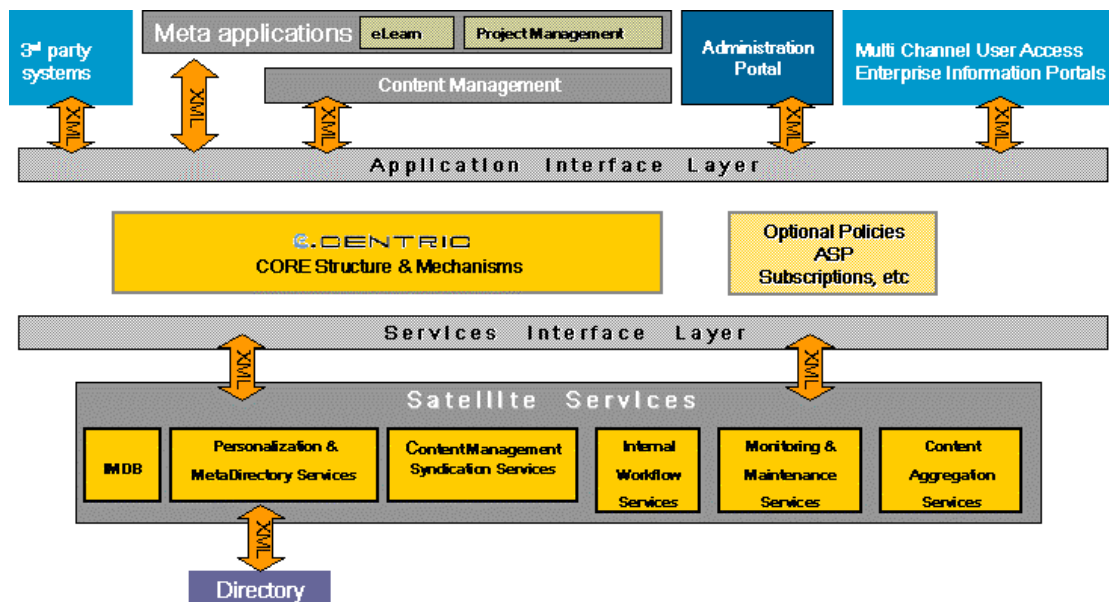 3rd party
systems
Meta applications
eLearn
Project Management
Content Management
Administration
Portal
Multi Channel User Access
Enterprise Information Portals
XML
XML
XML
XML
XML
Application Interface Layer
e.CENTRIC
CORE Structure & Mechanisms
Optional Policies
ASP
Subscriptions, etc
Services Interface Layer
XML
XML
Satellite Services
IMDB
Personalization &
MetaDirectory Services
ContentManagement
Syndication Services
Internal
Workflow
Services
Monitoring &
Maintenance
Services
Content
Aggregation
Services
XML
Directory